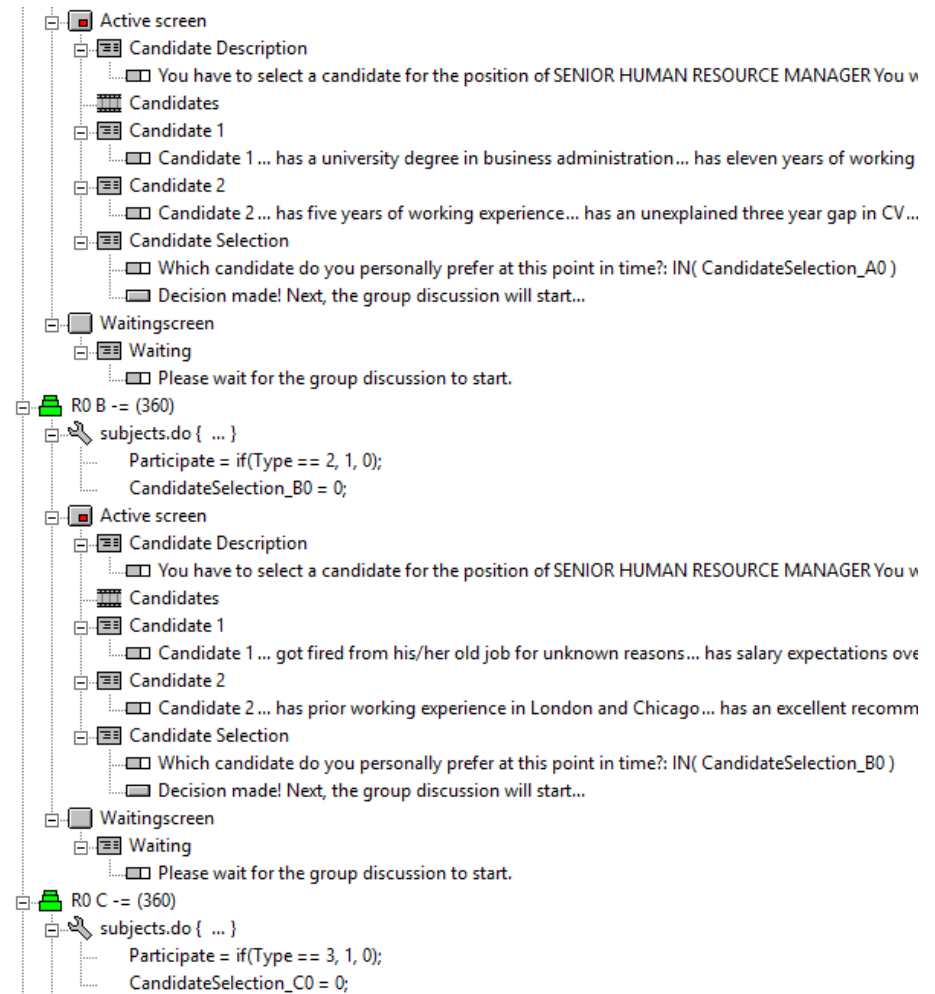 Active screen
Candidate Description
You have to select a candidate for the position of SENIOR HUMAN RESOURCE MANAGER You w
Candidates
Candidate 1
Candidate 1 ... has a university degree in business administration... has eleven years of working
Candidate 2
Candidate 2 ... has five years of working experience... has an unexplained three year gap in CV...
Candidate Selection
Which candidate do you personally prefer at this point in time?: IN( CandidateSelection_A0 )
Decision made! Next, the group discussion will start...
Waitingscreen
Waiting
Please wait for the group discussion to start.
R0 B -= (360)
subjects.do { ... }
Participate = if(Type == 2, 1, 0);
CandidateSelection_B0 = 0;
Active screen
Candidate Description
You have to select a candidate for the position of SENIOR HUMAN RESOURCE MANAGER You w
Candidates
Candidate 1
Candidate 1 ... got fired from his/her old job for unknown reasons... has salary expectations ove
Candidate 2
Candidate 2 ... has prior working experience in London and Chicago... has an excellent recomm
Candidate Selection
Which candidate do you personally prefer at this point in time?: IN( CandidateSelection_B0 )
Decision made! Next, the group discussion will start...
Waitingscreen
Waiting
Please wait for the group discussion to start.
R0 C -= (360)
subjects.do { ... }
Participate = if(Type == 3, 1, 0);
CandidateSelection_C0 = 0;